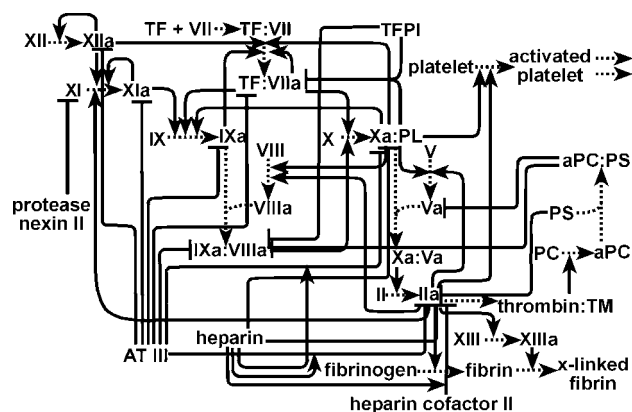 XII XIIa TF + VII TF:VII TFPI
platelet activated
platelet
XI XIa TF:VIIa
IX IXa X Xa:PL V
VIII aPC:PS
protease
nexin II
VIIIa Va PS
IXa:VIIIa Xa:Va PC aPC
II IIa thrombin:TM
heparin XIII XIIIa
AT III
fibrinogen fibrin x-linked
fibrin
heparin cofactor II